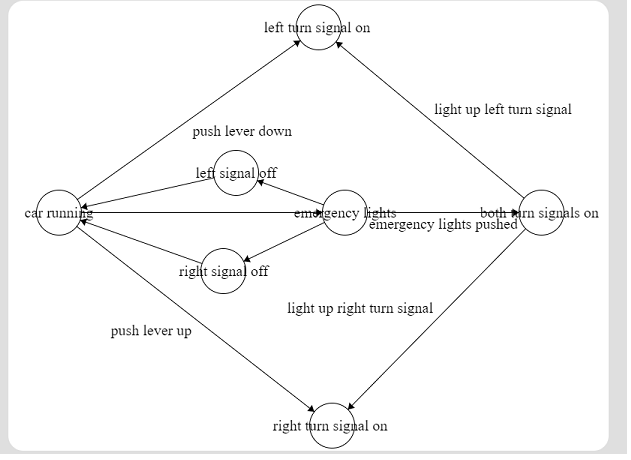 left turn signal on
light up left turn signal
push lever down
left signal off
car running
emergency lights
both turn signals on
emergency lights pushed
right signal off
light up right turn signal
push lever up
right turn signal on